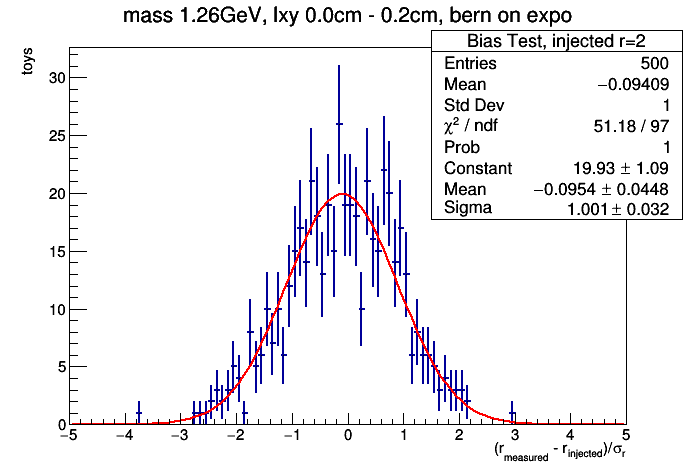 mass 1.26GeV, lxy 0.0cm - 0.2cm, bern on expo
toys
Bias Test, injected r=2
Entries 500
Mean −0.09409
Std Dev 1
χ² / ndf 51.18 / 97
Prob 1
Constant 19.93 ± 1.09
Mean −0.0954 ± 0.0448
Sigma 1.001 ± 0.032
30
25
20
15
10
5
0
−5 −4 −3 −2 −1 0 1 2 3 4 5
(r_measured - r_injected)/σ_r